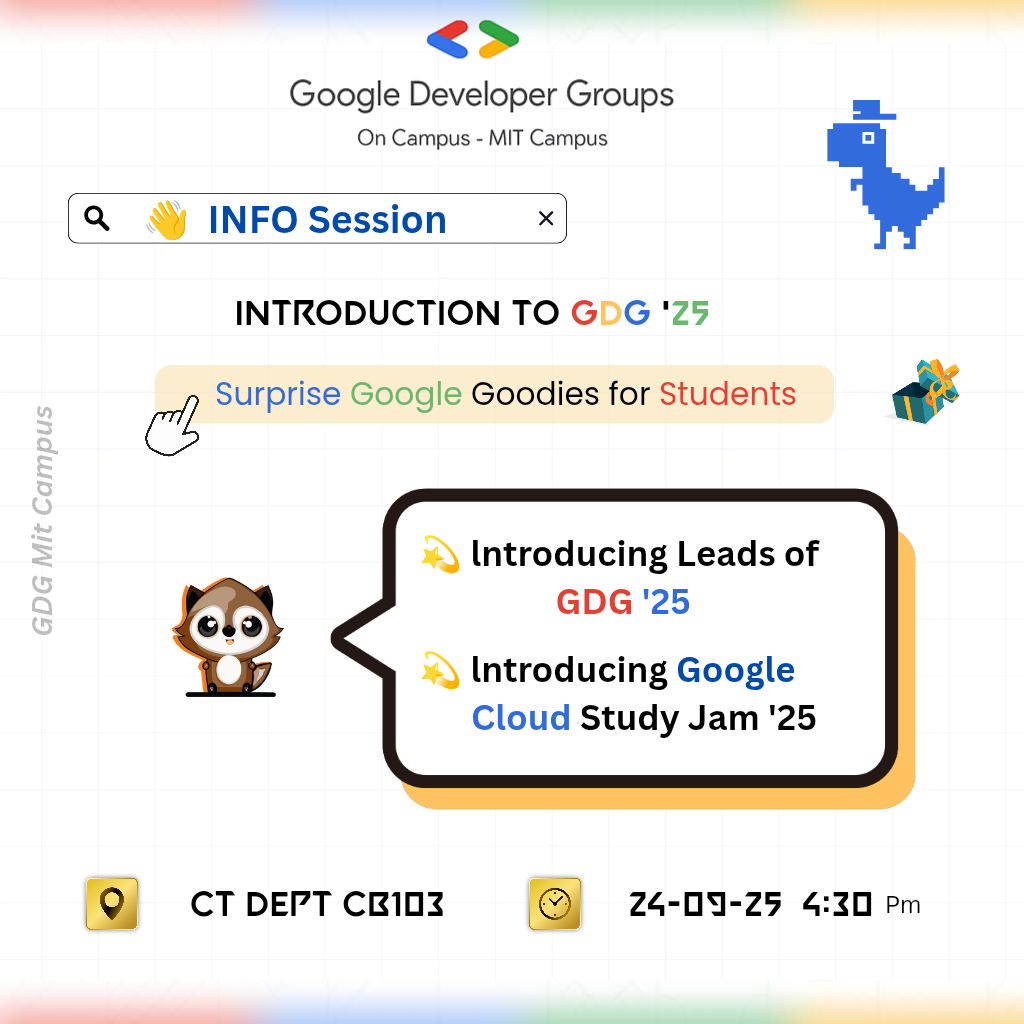 Google Developer Groups
On Campus - MIT Campus
INFO Session
INTRODUCTION TO GDG '25
Surprise Google Goodies for Students
GDG Mit Campus
Introducing Leads of
GDG '25
Introducing Google
Cloud Study Jam '25
CT DEPT CB103
24-09-25 4:30 Pm